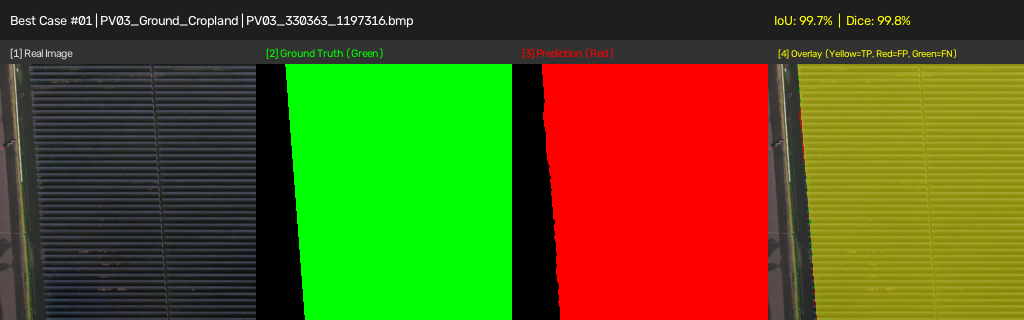 Best Case #01 | PV03_Ground_Cropland | PV03_330363_1197316.bmp
IoU: 99.7% | Dice: 99.8%
[1] Real Image
[2] Ground Truth (Green)
[3] Prediction (Red)
[4] Overlay (Yellow=TP, Red=FP, Green=FN)